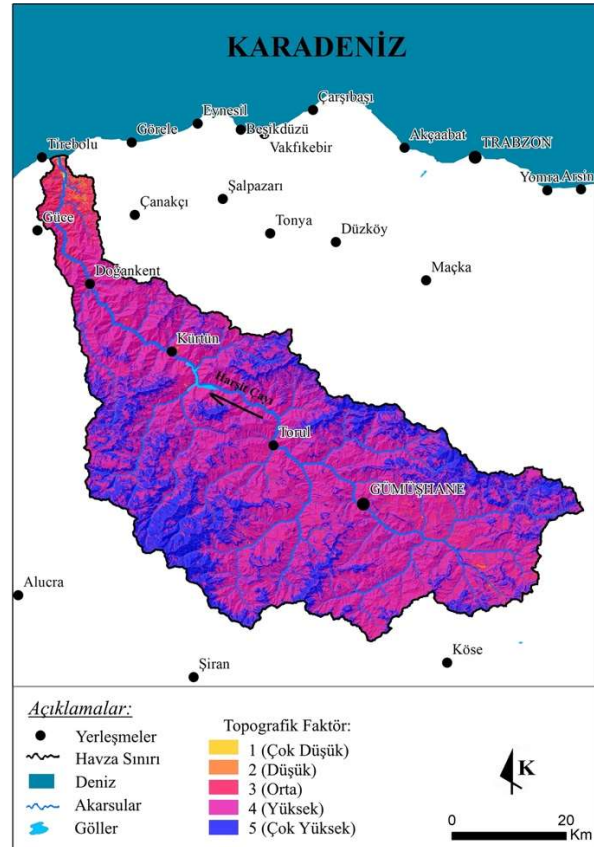 KARADENİZ
Çarşıbaşı
Eynesil
Beşikdüzü
Görele
Vakfıkebir
Akçaabat
TRABZON
Tirebolu
Yomra
Arsin
Şalpazarı
Çanakçı
Güce
Tonya
Düzköy
Maçka
Doğankent
Kürtün
Harşit Çayı
Torul
GÜMÜŞHANE
Alucra
Köse
Şiran
Açıklamalar:
Yerleşmeler
Havza Sınırı
Deniz
Akarsular
Göller
Topografik Faktör:
1 (Çok Düşük)
2 (Düşük)
3 (Orta)
4 (Yüksek)
5 (Çok Yüksek)
K
0 20
Km